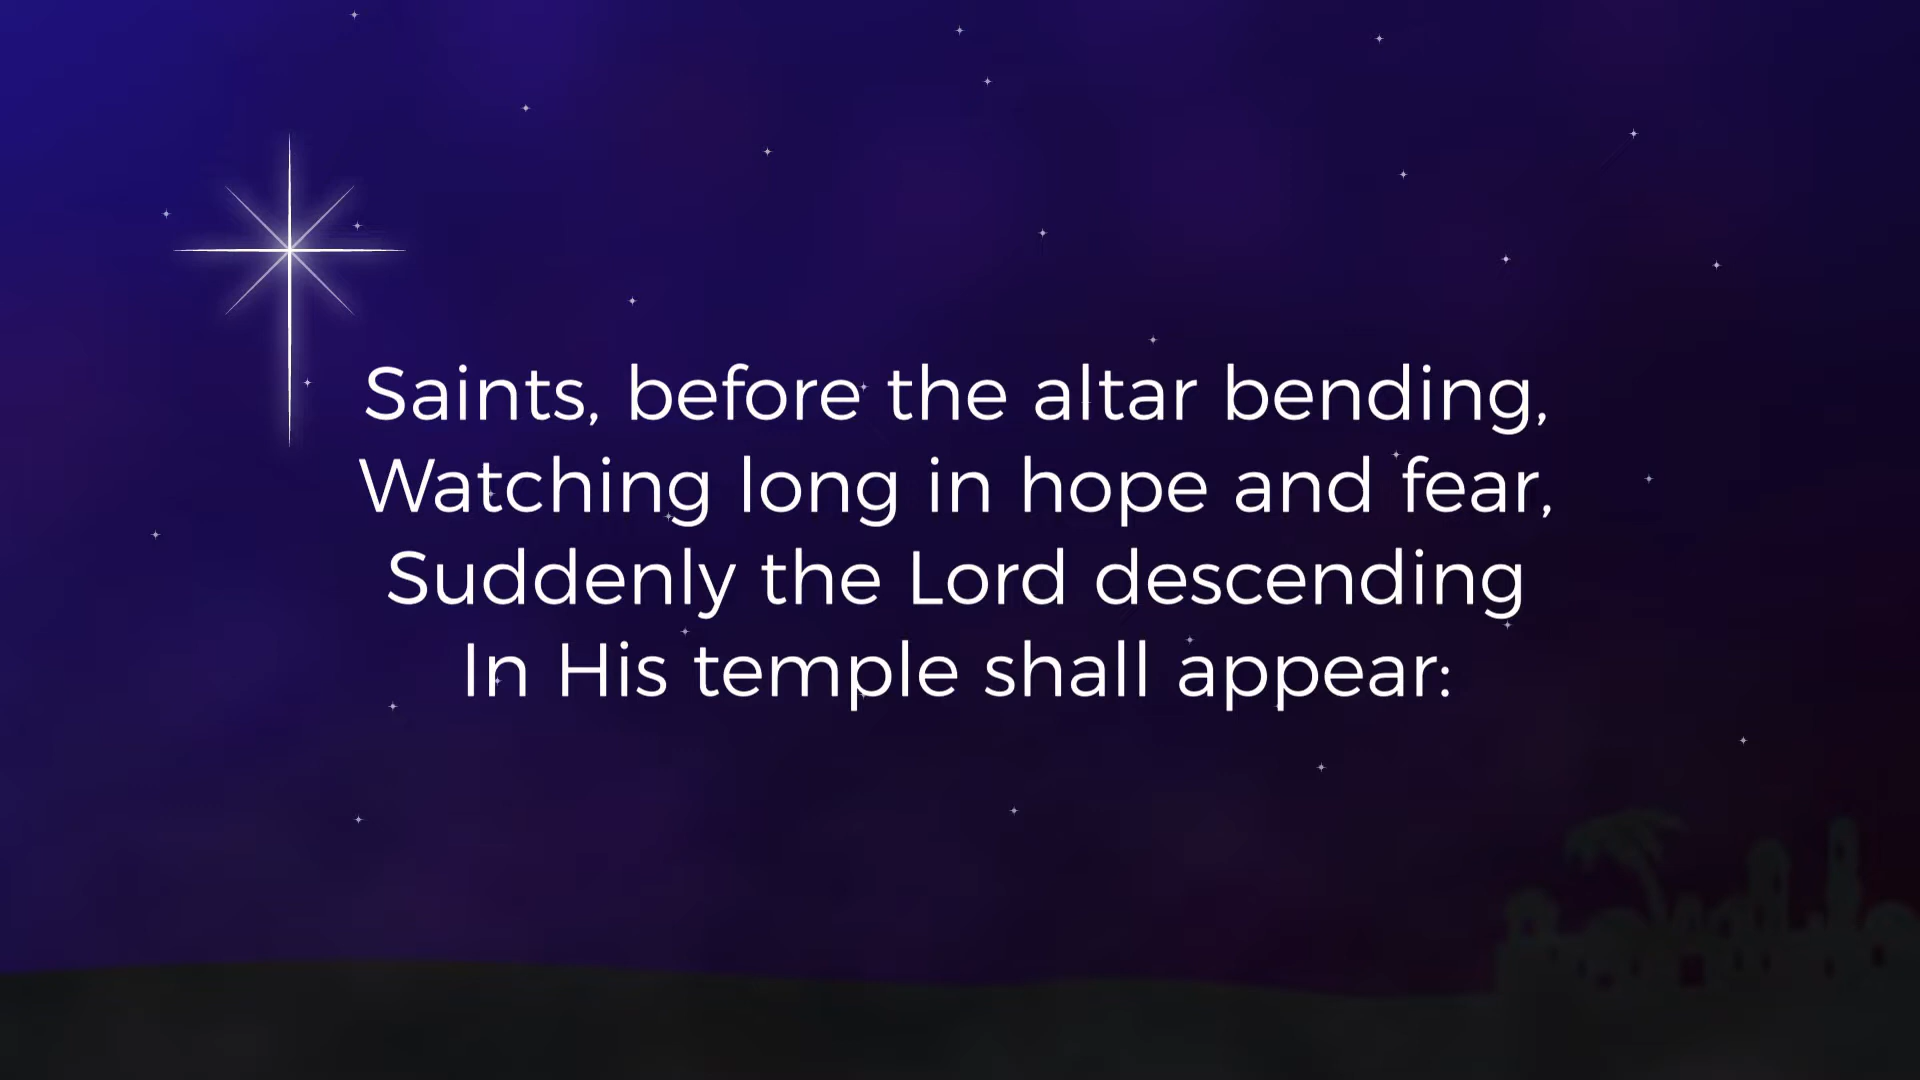 Saints, before the altar bending,
Watching long in hope and fear,
Suddenly the Lord descending
In His temple shall appear: